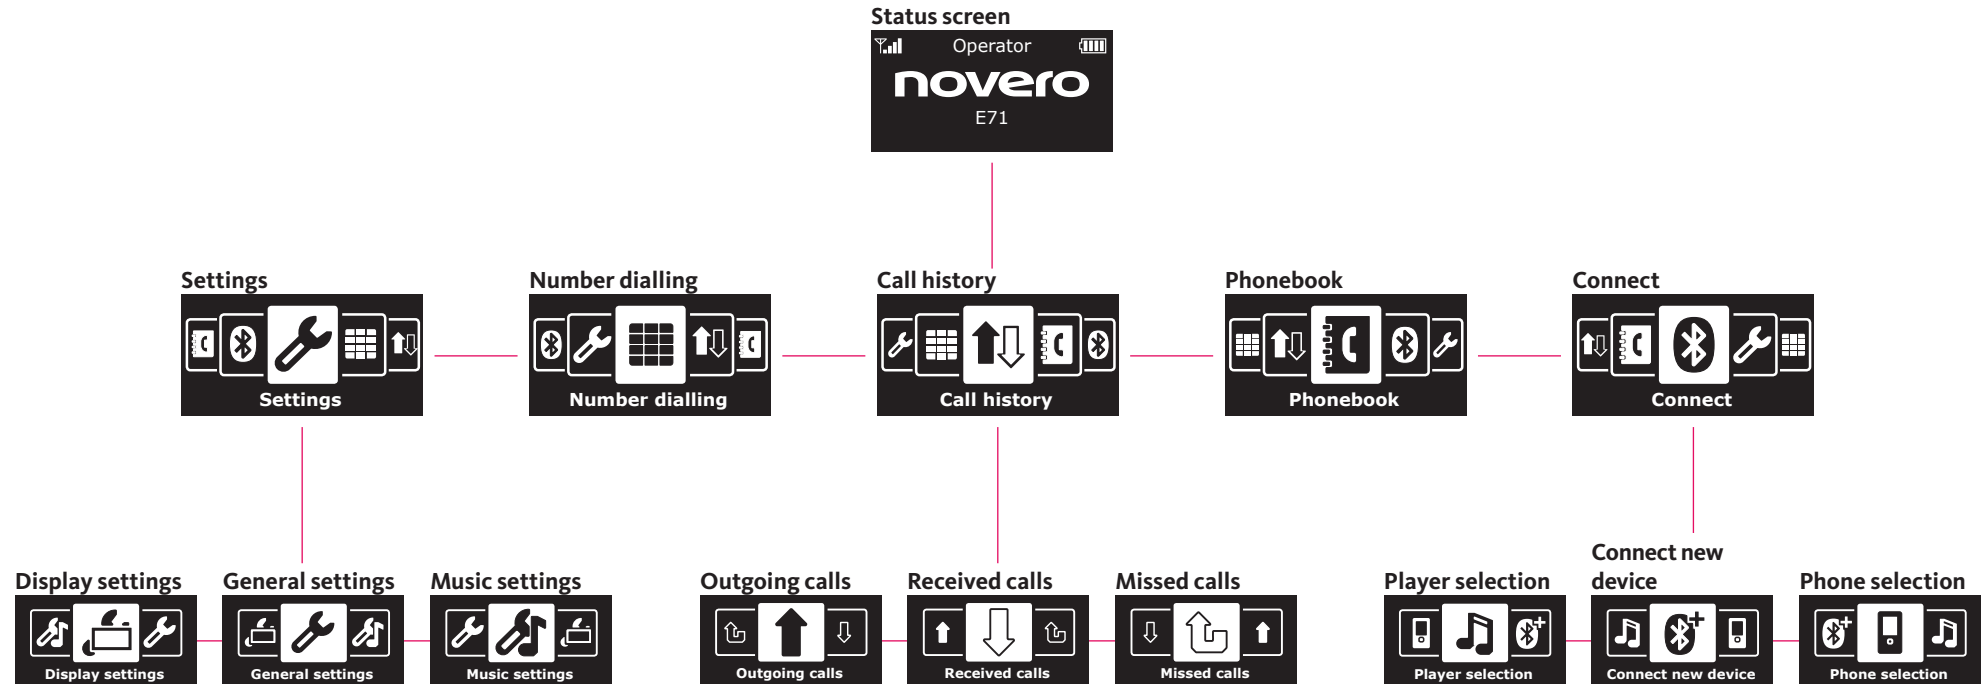 Status screen
Operator
novero
E71
Settings
Number dialling
Call history
Phonebook
Connect
Settings
Number dialling
Call history
Phonebook
Connect
Display settings
General settings
Music settings
Outgoing calls
Received calls
Missed calls
Player selection
Connect new
device
Phone selection
Display settings
General settings
Music settings
Outgoing calls
Received calls
Missed calls
Player selection
Connect new device
Phone selection